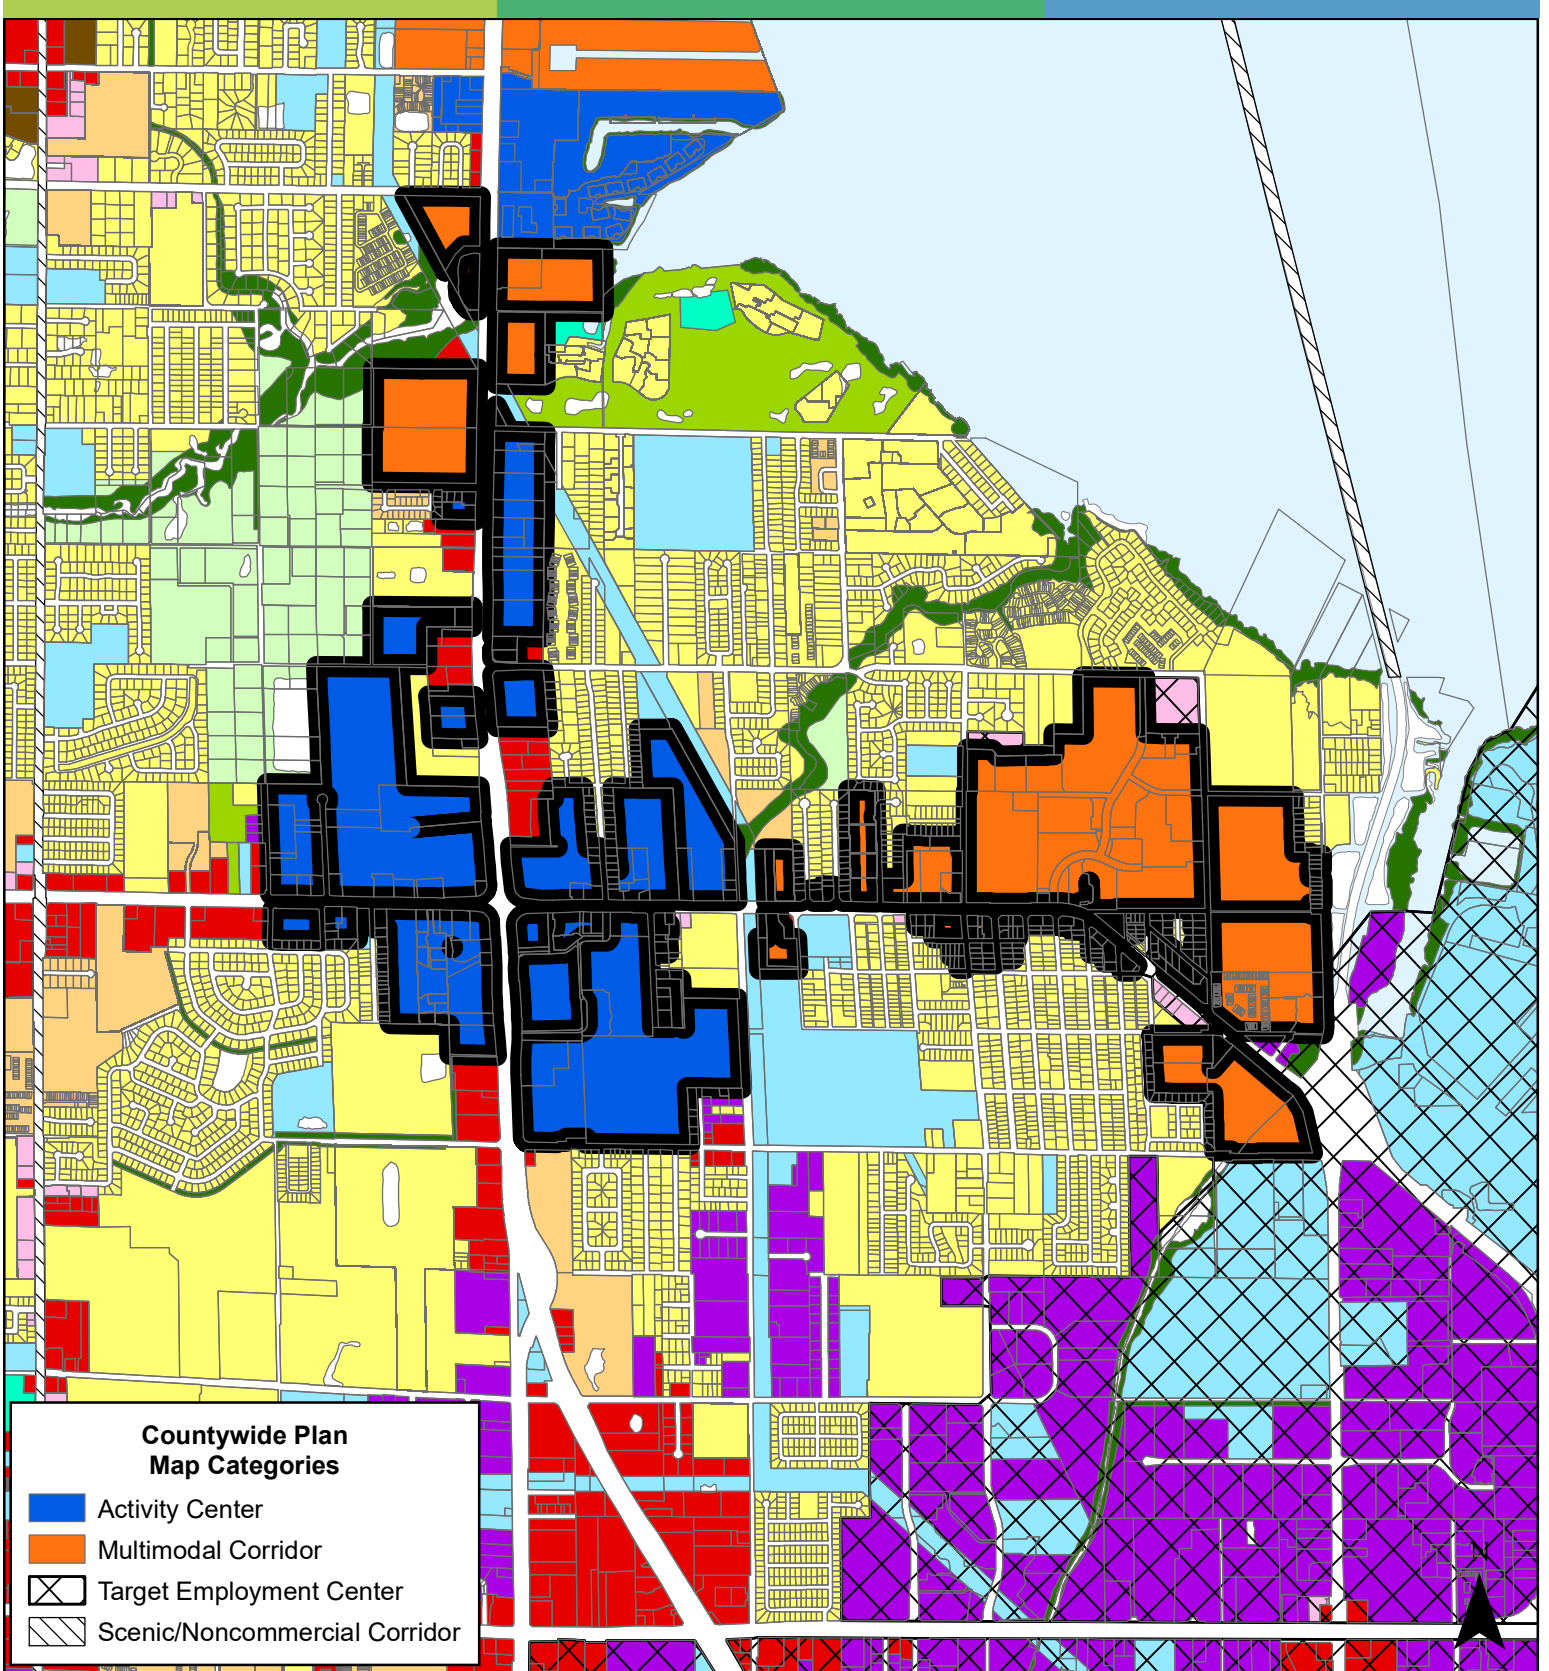 Countywide Plan
Map Categories
Activity Center
Multimodal Corridor
Target Employment Center
Scenic/Noncommercial Corridor
N